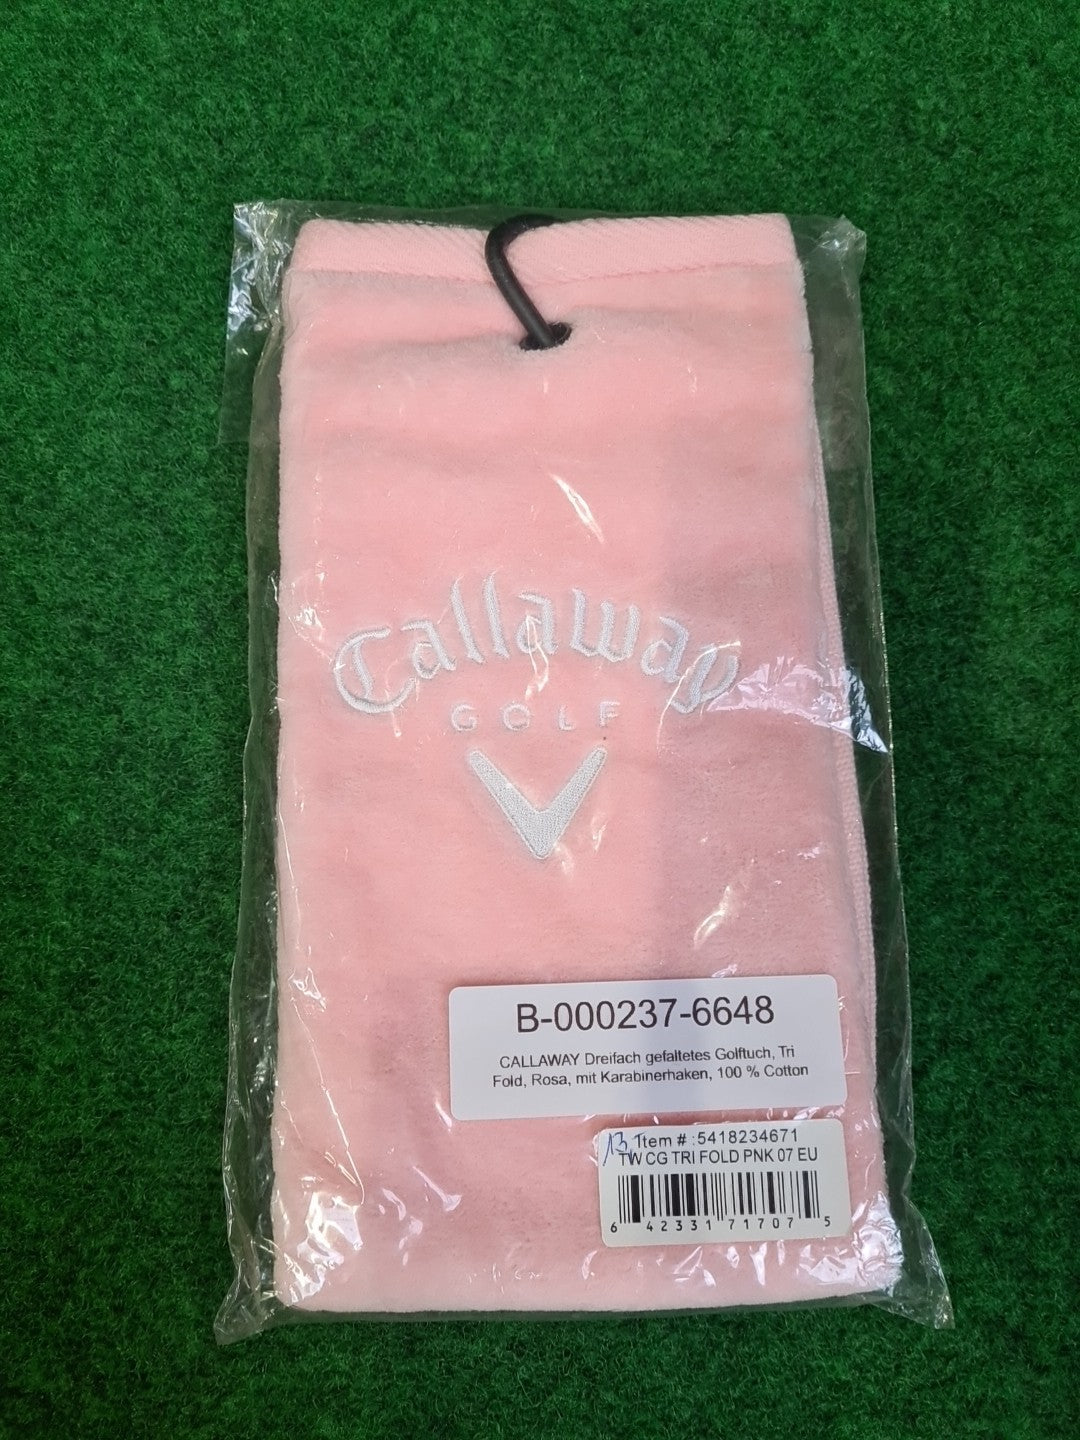 Callaway
GOLF
B-000237-6648
CALLAWAY Dreifach gefaltetes Golftuch, Tri
Fold, Rosa, mit Karabinerhaken, 100 % Cotton
13,
Item # :5418234671
TW CG TRI FOLD PNK 07 EU
6 42331 71707 5